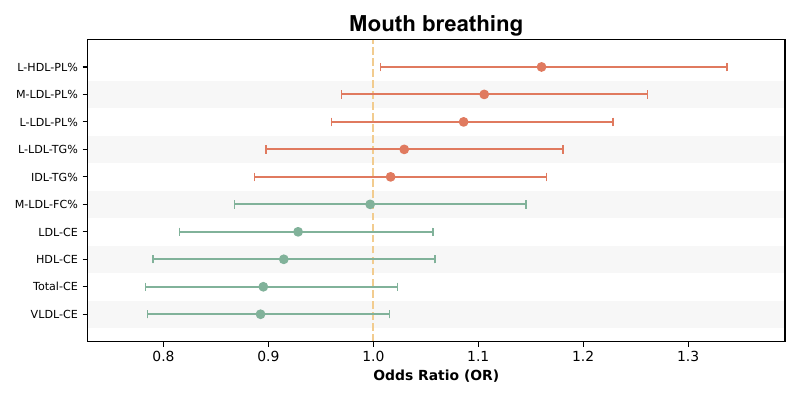 Mouth breathing
L-HDL-PL%
M-LDL-PL%
L-LDL-PL%
L-LDL-TG%
IDL-TG%
M-LDL-FC%
LDL-CE
HDL-CE
Total-CE
VLDL-CE
0.8 0.9 1.0 1.1 1.2 1.3
Odds Ratio (OR)